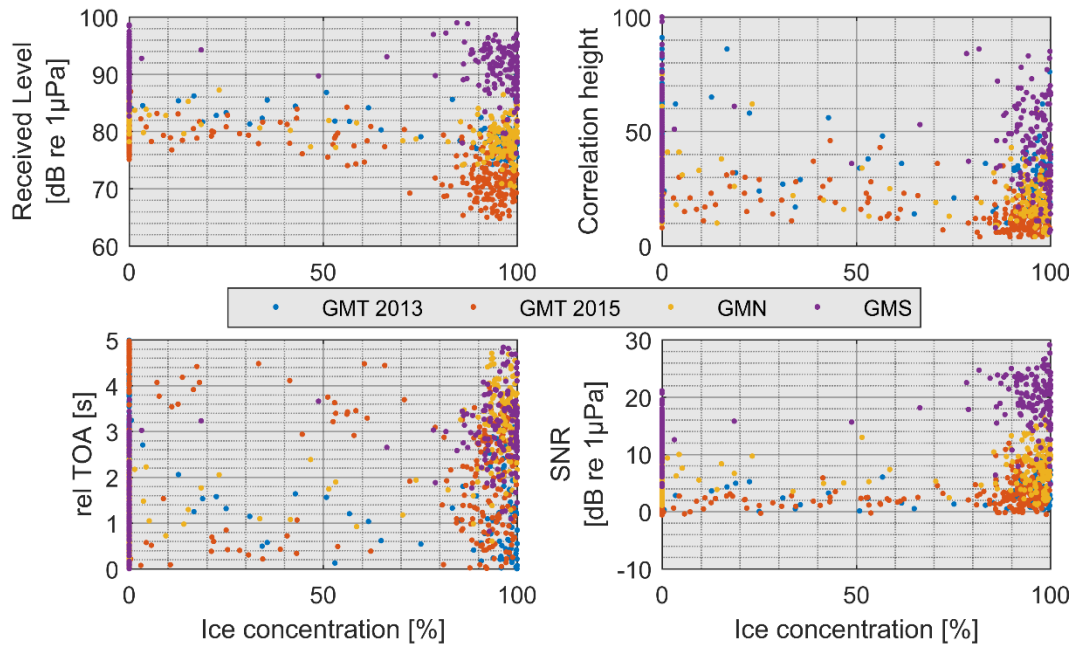 100
90
80
70
60
Received Level
[dB re 1µPa]
0
50
100
100
50
0
Correlation height
0
50
100
GMT 2013
GMT 2015
GMN
GMS
5
4
3
2
1
0
rel TOA [s]
0
50
100
Ice concentration [%]
30
20
10
0
-10
SNR
[dB re 1µPa]
0
50
100
Ice concentration [%]